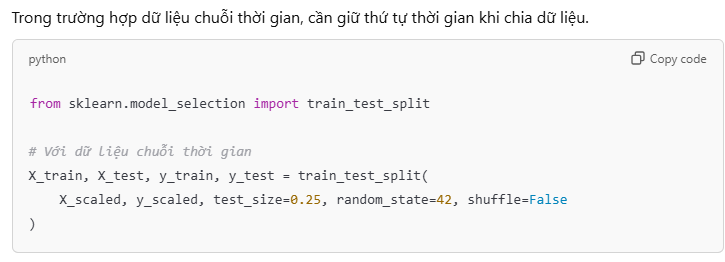 Trong trường hợp dữ liệu chuỗi thời gian, cần giữ thứ tự thời gian khi chia dữ liệu.
python
Copy code
from sklearn.model_selection import train_test_split
# Với dữ liệu chuỗi thời gian
X_train, X_test, y_train, y_test = train_test_split(
    X_scaled, y_scaled, test_size=0.25, random_state=42, shuffle=False
)